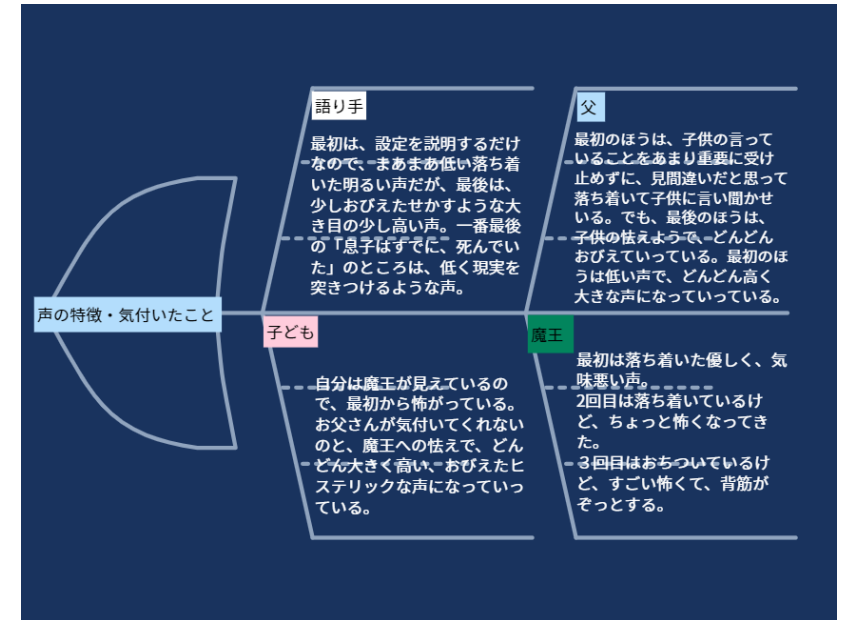 語り手
最初は、設定を説明するだけ
なので、まあまあ低い落ち着
いた明るい声だが、最後は、
少しおびえたせかすような大
き目の少し高い声。一番最後
の「息子はすでに、死んでい
た」のところは、低く現実を
突きつけるような声。
父
最初のほうは、子供の言って
いることをあまり重要に受け
止めずに、見間違いだと思って
落ち着いて子供に言い聞かせ
いる。でも、最後のほうは、
子供の怯えようで、どんどん
おびえていっている。最初のほ
うは低い声で、どんどん高く
大きな声になっていっている。
声の特徴・気付いたこと
子ども
自分は魔王が見えているの
で、最初から怖がっている。
お父さんが気付いてくれない
のと、魔王への怯えで、どん
どん大きく高い、おびえたヒ
ステリックな声になっていっ
ている。
魔王
最初は落ち着いた優しく、気
味悪い声。
2回目は落ち着いているけ
ど、ちょっと怖くなってき
た。
３回目はおちついているけ
ど、すごい怖くて、背筋が
ぞっとする。